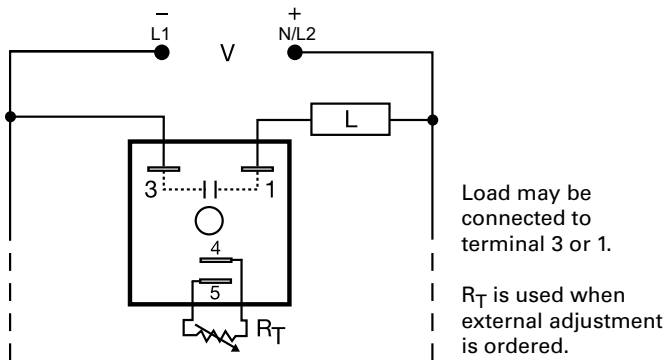 − +
L1 N/L2
V
L
3 1
4
5
RT
Load may be
connected to
terminal 3 or 1.
RT is used when
external adjustment
is ordered.